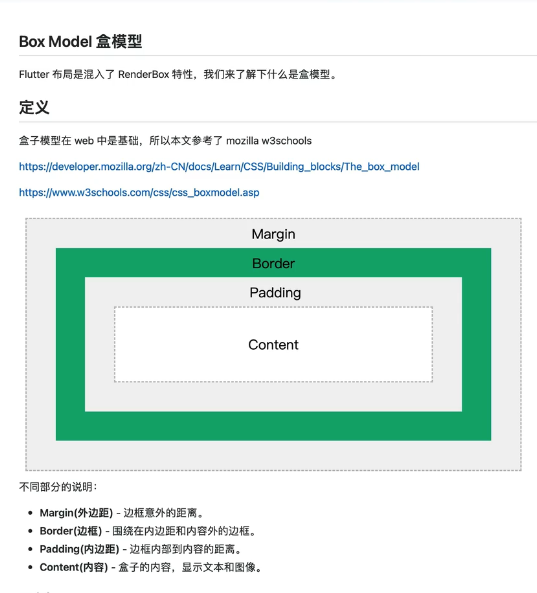 Box Model 盒模型
Flutter 布局是混入了 RenderBox 特性，我们来了解下什么是盒模型。
定义
盒子模型在 web 中是基础，所以本文参考了 mozilla w3schools
https://developer.mozilla.org/zh-CN/docs/Learn/CSS/Building_blocks/The_box_model
https://www.w3schools.com/css/css_boxmodel.asp
Margin
Border
Padding
Content
不同部分的说明：
• Margin(外边距) - 边框意外的距离。
• Border(边框) - 围绕在内边距和内容外的边框。
• Padding(内边距) - 边框内部到内容的距离。
• Content(内容) - 盒子的内容，显示文本和图像。